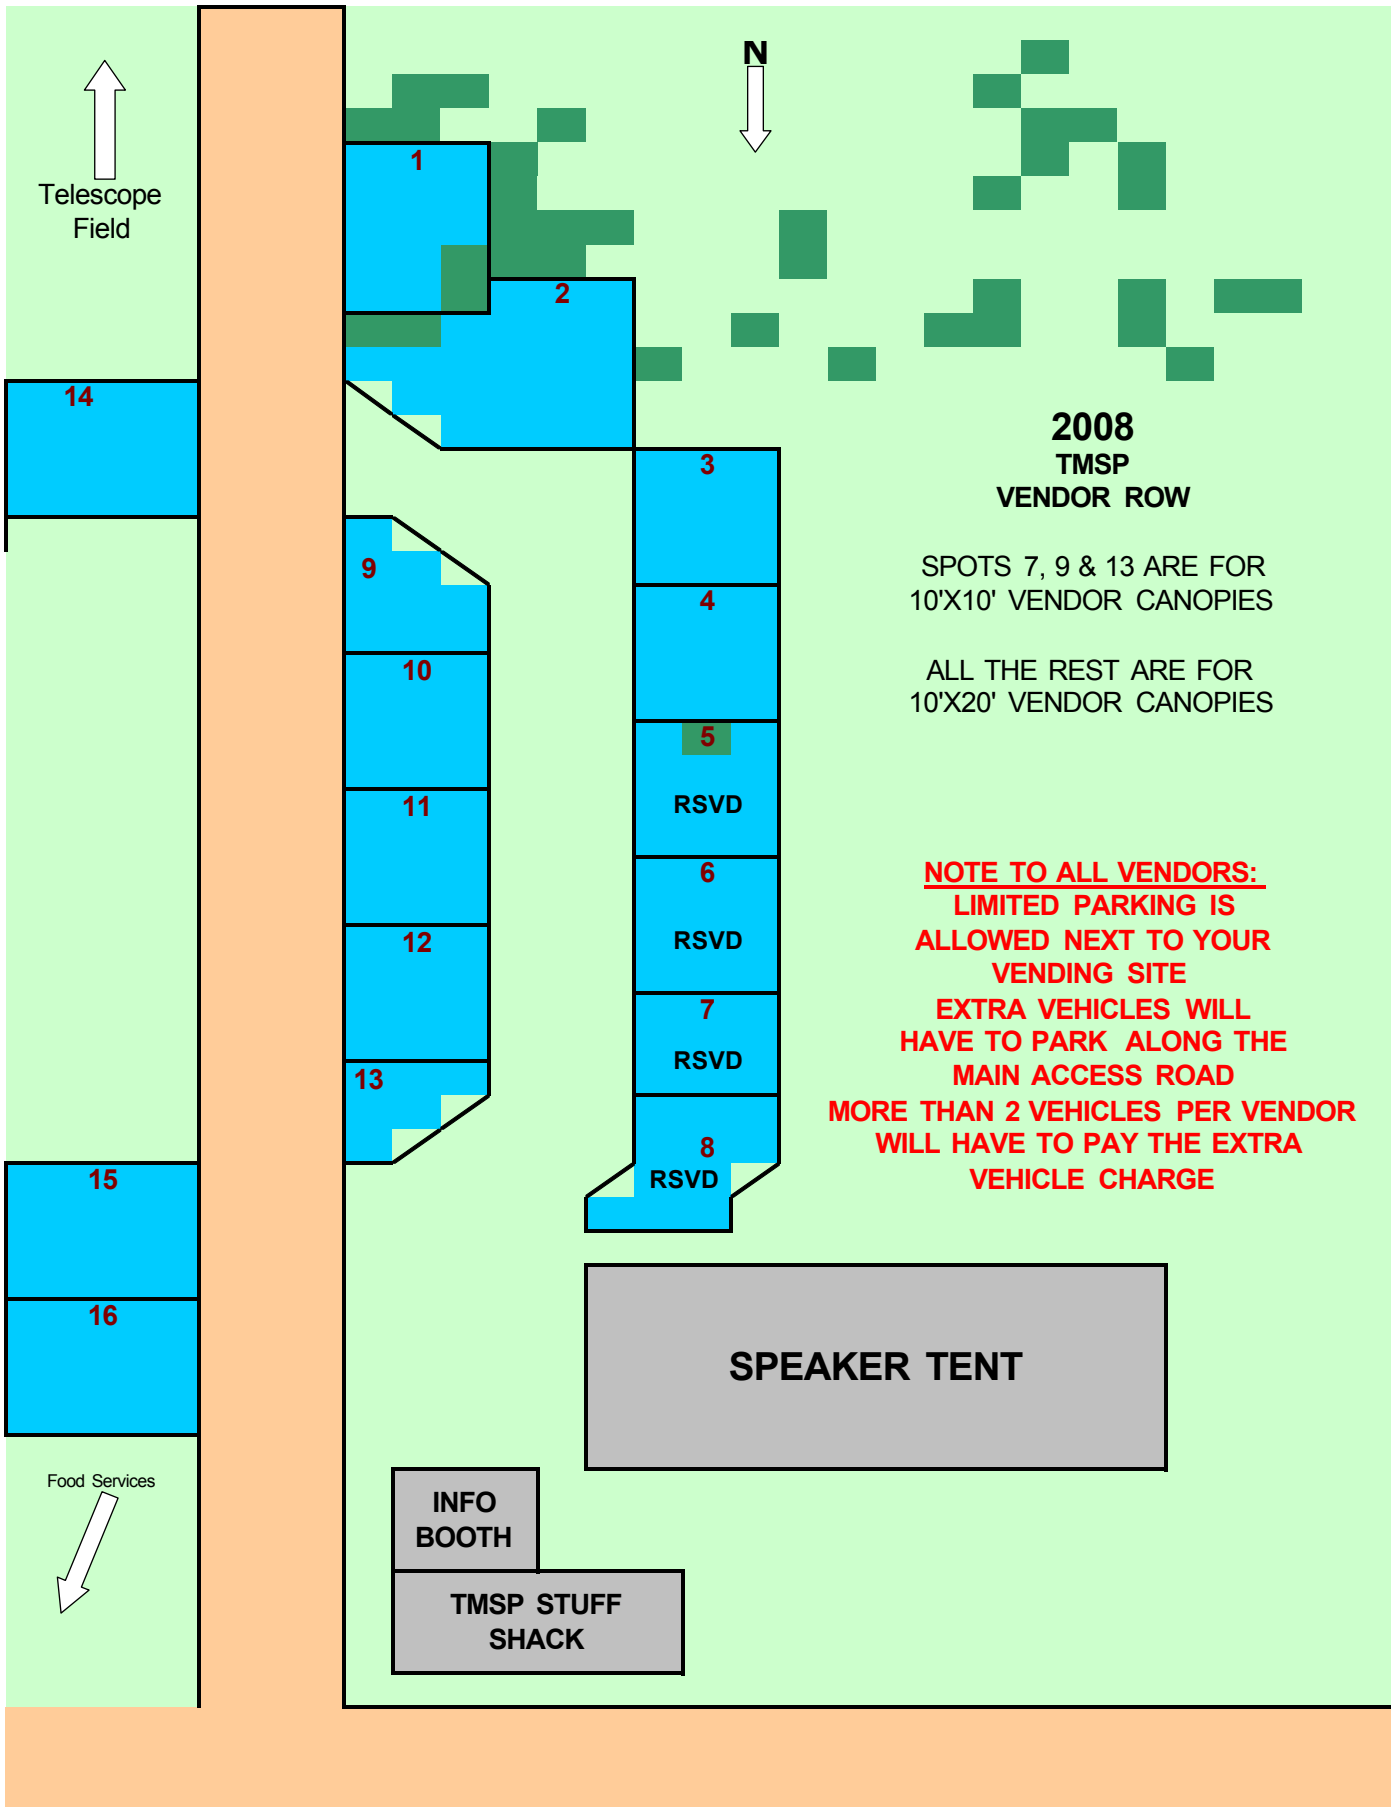 N
Telescope
Field
1
2
14
3
2008
TMSP
VENDOR ROW
9
4
SPOTS 7, 9 & 13 ARE FOR
10'X10' VENDOR CANOPIES
10
ALL THE REST ARE FOR
10'X20' VENDOR CANOPIES
5
RSVD
11
6
RSVD
12
7
RSVD
13
8
RSVD
NOTE TO ALL VENDORS:
LIMITED PARKING IS
ALLOWED NEXT TO YOUR
VENDING SITE
EXTRA VEHICLES WILL
HAVE TO PARK ALONG THE
MAIN ACCESS ROAD
MORE THAN 2 VEHICLES PER VENDOR
WILL HAVE TO PAY THE EXTRA
VEHICLE CHARGE
15
16
SPEAKER TENT
Food Services
INFO
BOOTH
TMSP STUFF
SHACK